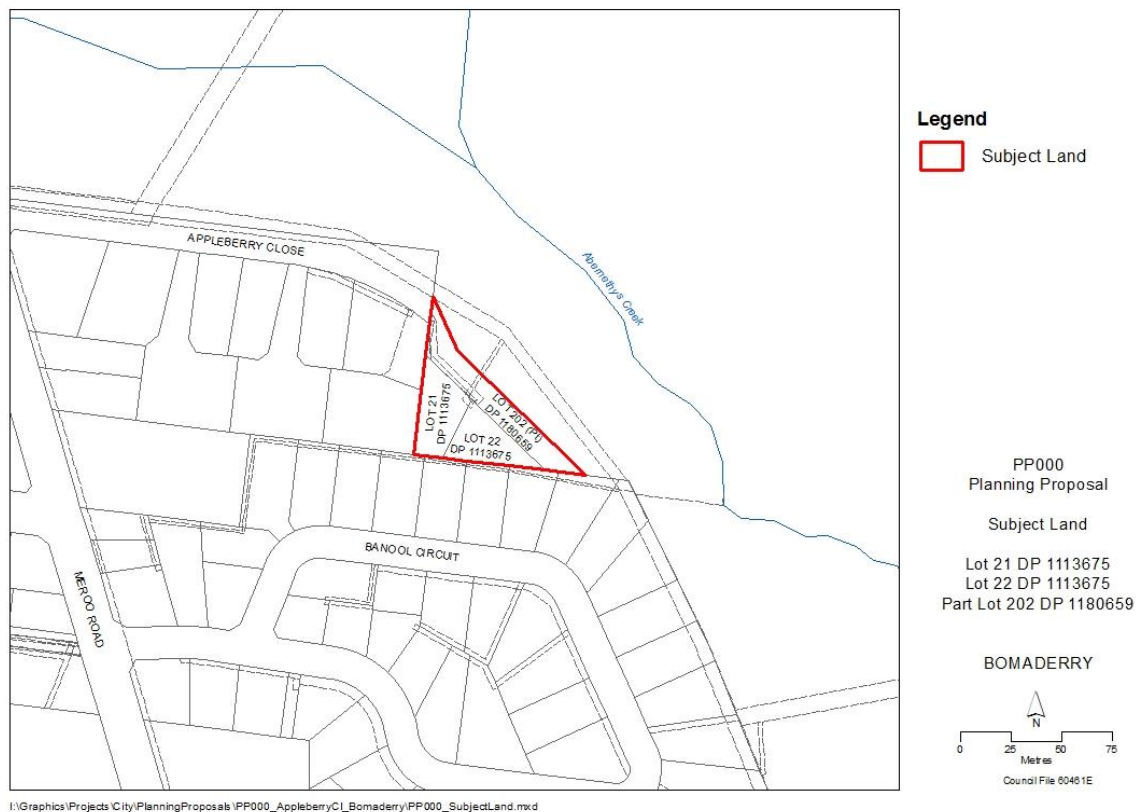 Legend
Subject Land
APPLEBERRY CLOSE
Abernethys Creek
LOT 21
DP 1113675
LOT 202 (Pt)
DP 1180659
LOT 22
DP 1113675
BANOOL CIRCUIT
MEROO ROAD
PP000
Planning Proposal
Subject Land
Lot 21 DP 1113675
Lot 22 DP 1113675
Part Lot 202 DP 1180659
BOMADERRY
N
0 25 50 75
Metres
Council File 60461E
I:\Graphics\Projects\City\PlanningProposals\PP000_AppleberryCl_Bomaderry\PP000_SubjectLand.mxd